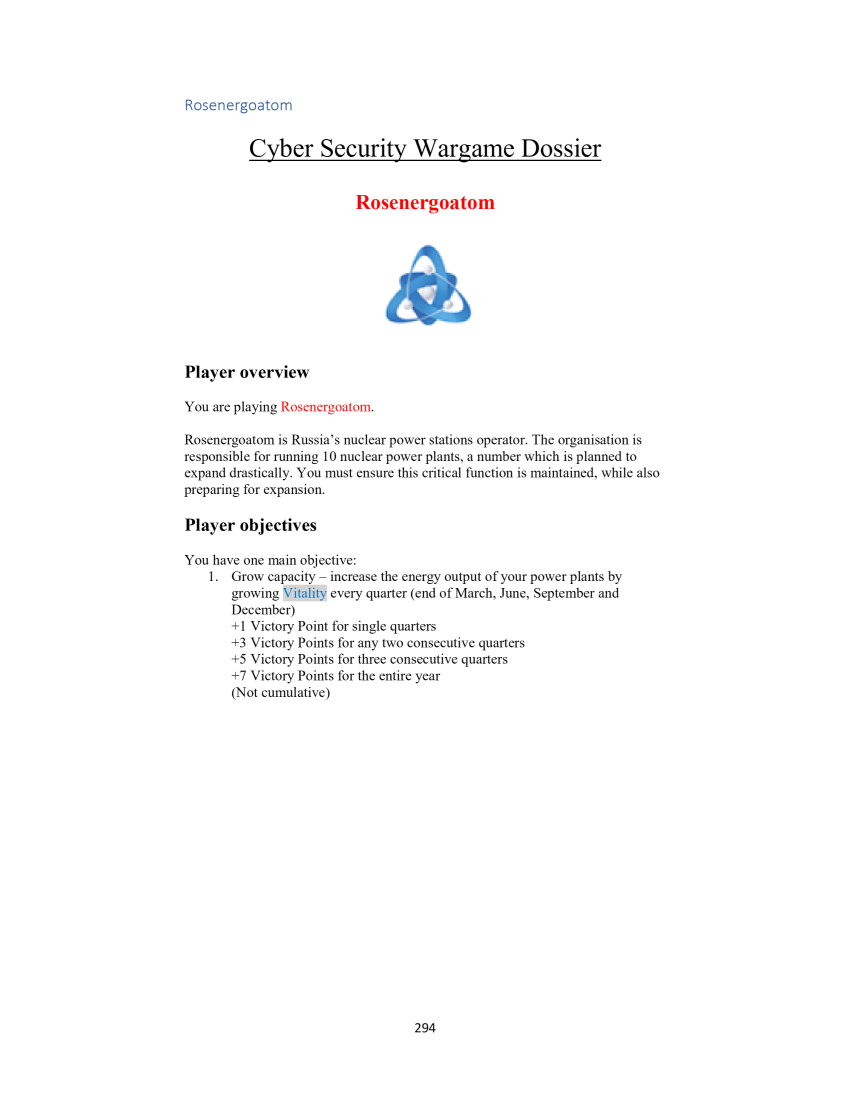 Rosenergoatom
Cyber Security Wargame Dossier
Rosenergoatom
Player overview
You are playing Rosenergoatom.
Rosenergoatom is Russia’s nuclear power stations operator. The organisation is
responsible for running 10 nuclear power plants, a number which is planned to
expand drastically. You must ensure this critical function is maintained, while also
preparing for expansion.
Player objectives
You have one main objective:
1. Grow capacity – increase the energy output of your power plants by
growing Vitality every quarter (end of March, June, September and
December)
+1 Victory Point for single quarters
+3 Victory Points for any two consecutive quarters
+5 Victory Points for three consecutive quarters
+7 Victory Points for the entire year
(Not cumulative)
294